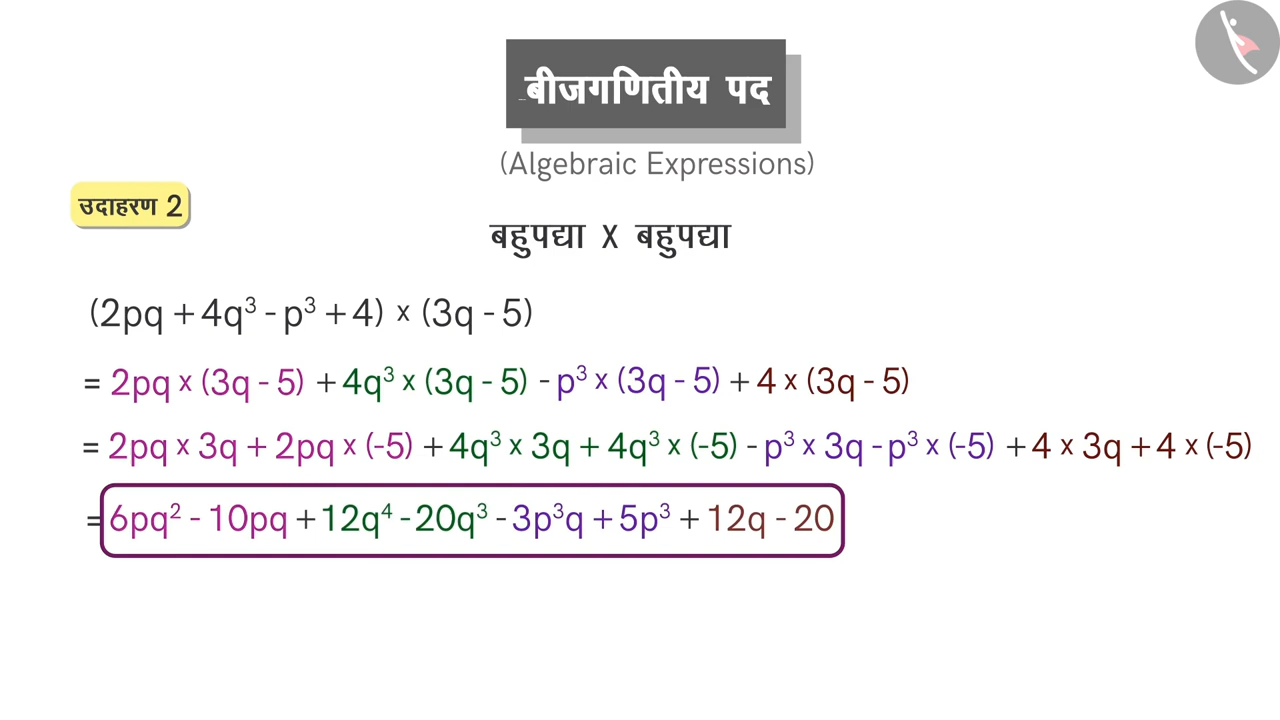 बीजगणितीय पद
(Algebraic Expressions)
उदाहरण 2
बहुपद्या X बहुपद्या
(2pq + 4q³ - p³ + 4) × (3q - 5)
= 2pq × (3q - 5) + 4q³ × (3q - 5) - p³ × (3q - 5) + 4 × (3q - 5)
= 2pq × 3q + 2pq × (-5) + 4q³ × 3q + 4q³ × (-5) - p³ × 3q - p³ × (-5) + 4 × 3q + 4 × (-5)
= 6pq² - 10pq + 12q⁴ - 20q³ - 3p³q + 5p³ + 12q - 20